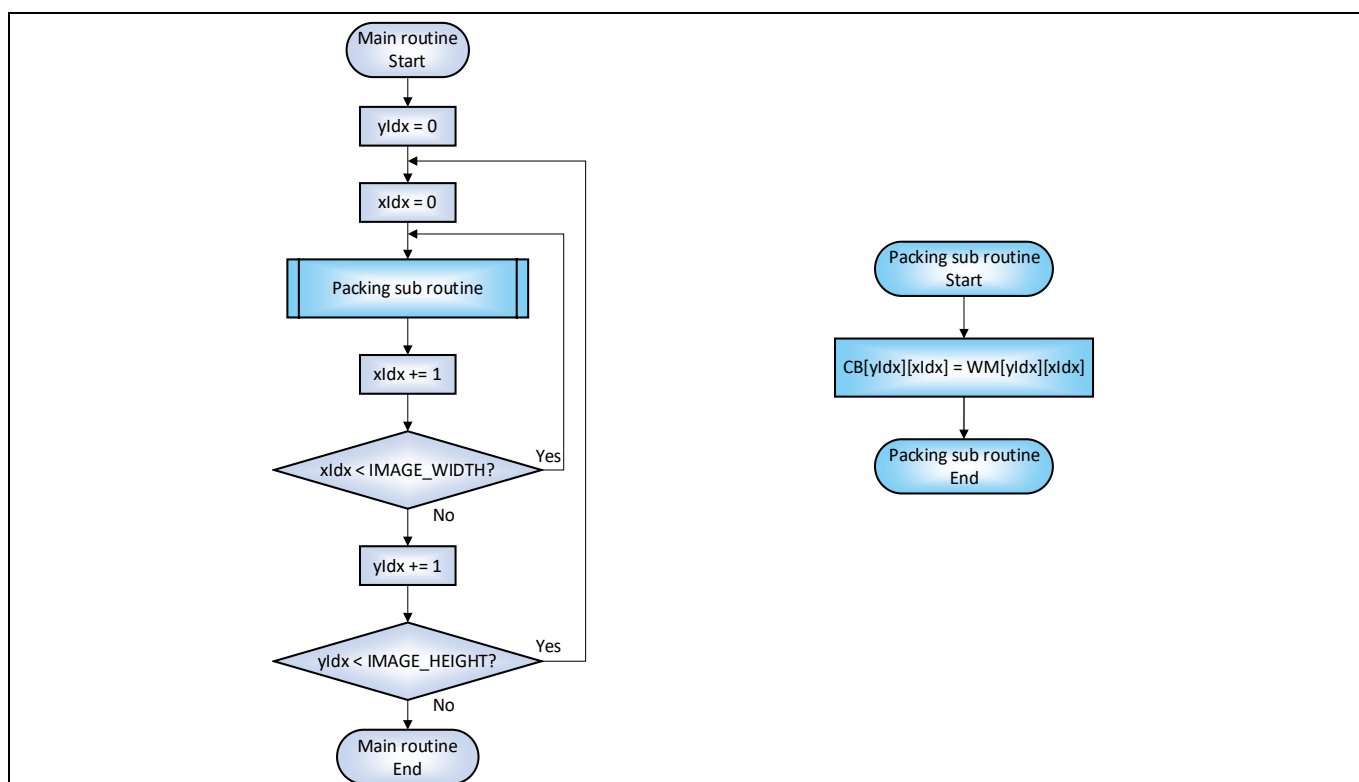 Main routine
Start
yIdx = 0
xIdx = 0
Packing sub routine
xIdx += 1
xIdx < IMAGE_WIDTH?
Yes
No
yIdx += 1
yIdx < IMAGE_HEIGHT?
Yes
No
Main routine
End
Packing sub routine
Start
CB[yIdx][xIdx] = WM[yIdx][xIdx]
Packing sub routine
End